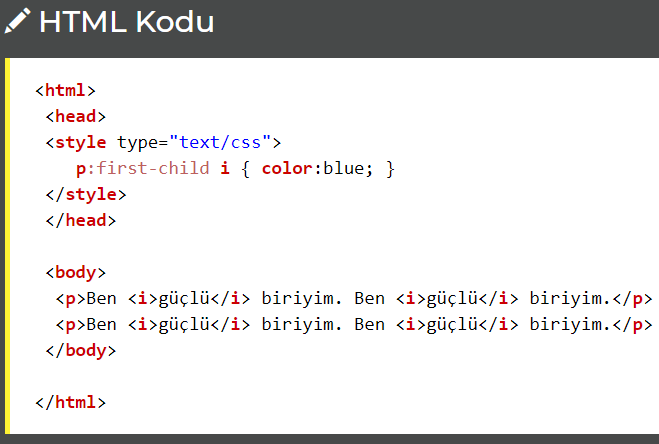 HTML Kodu
<html>
<head>
<style type="text/css">
p:first-child i { color:blue; }
</style>
</head>
<body>
<p>Ben <i>güçlü</i> biriyim. Ben <i>güçlü</i> biriyim.</p>
<p>Ben <i>güçlü</i> biriyim. Ben <i>güçlü</i> biriyim.</p>
</body>
</html>